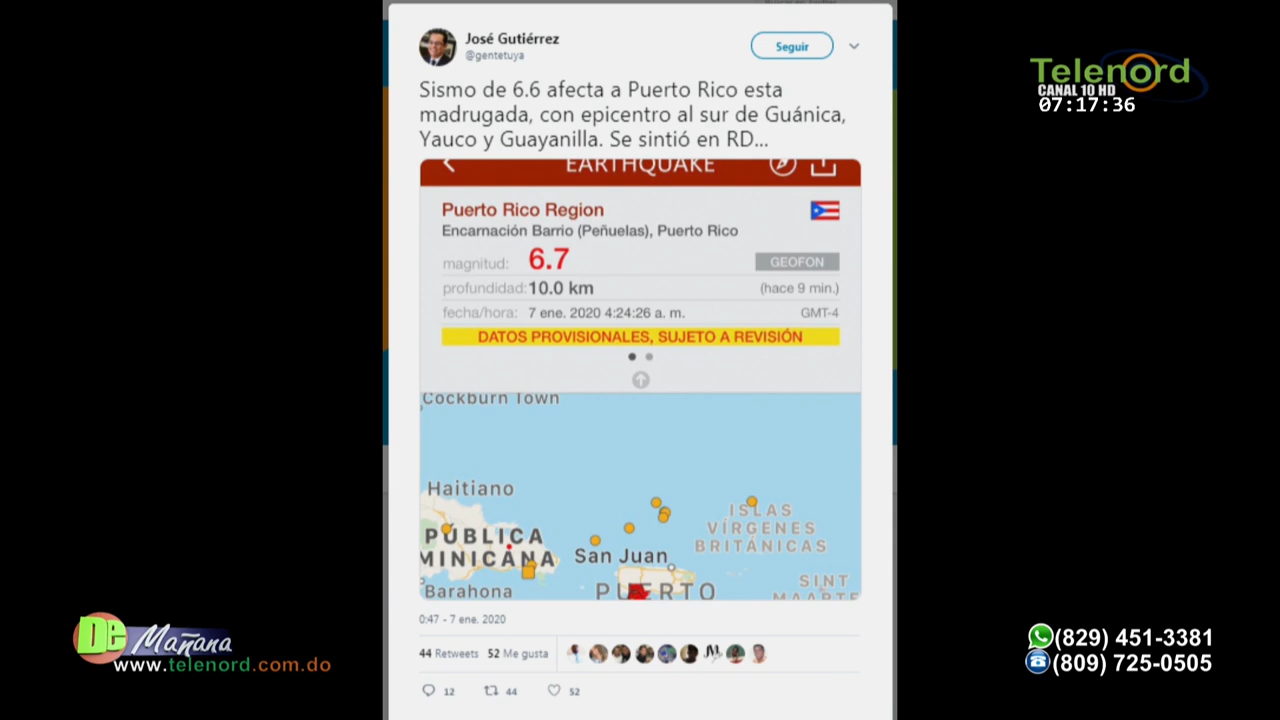 José Gutiérrez
@gentetuya
Seguir
Sismo de 6.6 afecta a Puerto Rico esta
madrugada, con epicentro al sur de Guánica,
Yauco y Guayanilla. Se sintió en RD...
EARTHQUAKE
Puerto Rico Region
Encarnación Barrio (Peñuelas), Puerto Rico
magnitud: 6.7 GEOFON
profundidad: 10.0 km (hace 9 min.)
fecha/hora: 7 ene. 2020 4:24:26 a. m. GMT-4
DATOS PROVISIONALES, SUJETO A REVISIÓN
Cockburn Town
Haitiano
PÚBLICA
MINICANA
Barahona
San Juan
PUERTO
ISLAS
VÍRGENES
BRITÁNICAS
SINT
MAARTE
0:47 - 7 ene. 2020
44 Retweets 52 Me gusta
12 44 52
Telenord
CANAL 10 HD
07:17:36
De Mañana
www.telenord.com.do
(829) 451-3381
(809) 725-0505